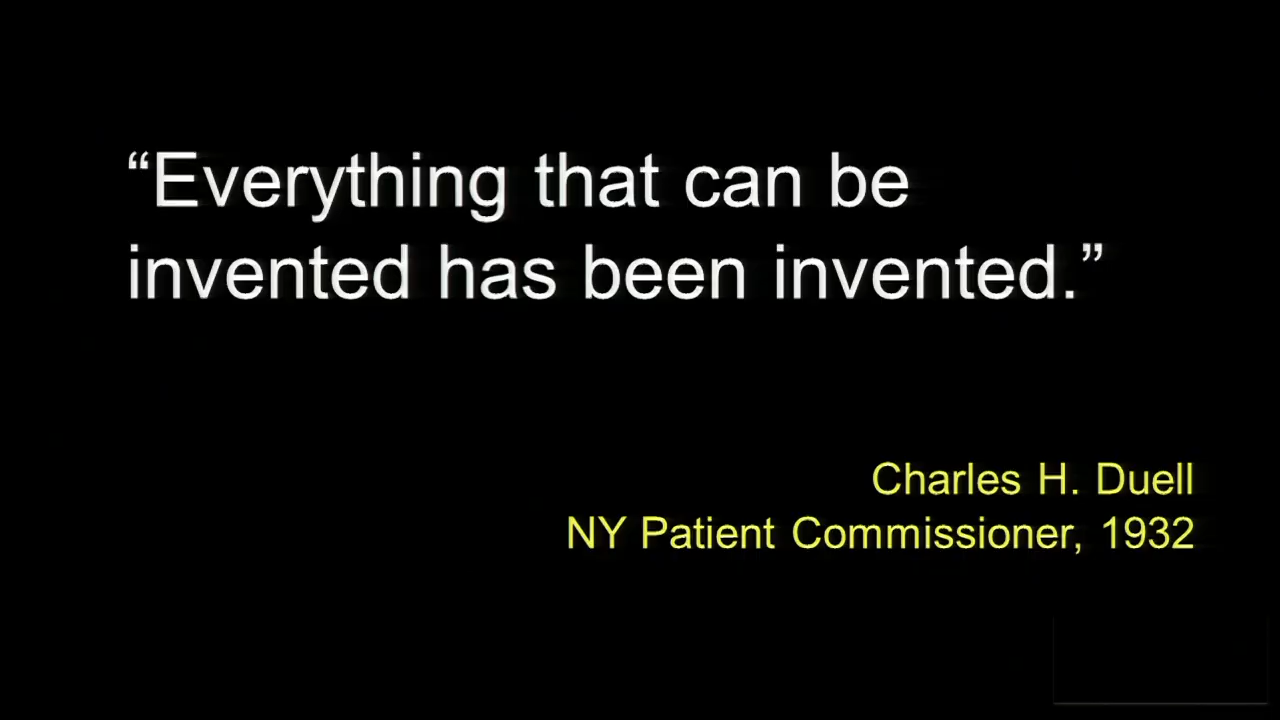 “Everything that can be
invented has been invented.”
Charles H. Duell
NY Patient Commissioner, 1932